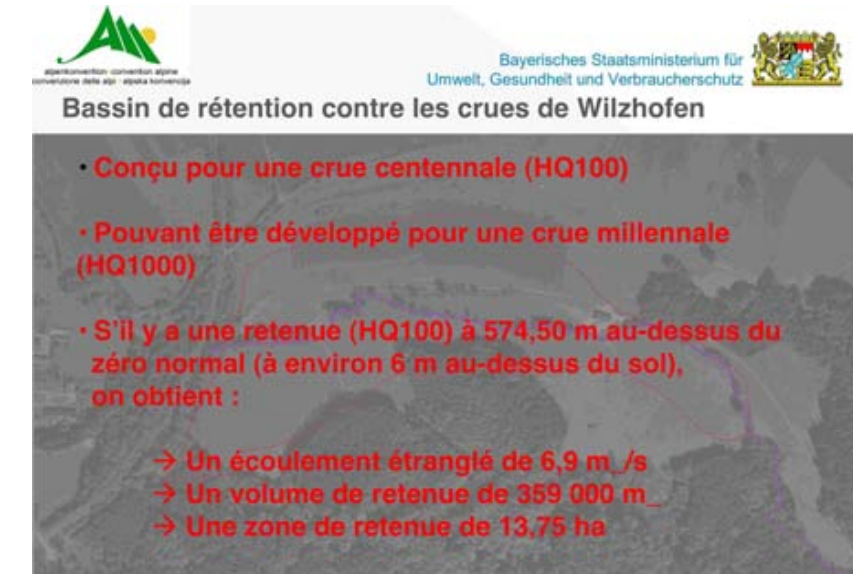 alpenkonvention · convention alpine
convenzione delle alpi · alpska konvencija
Bayerisches Staatsministerium für
Umwelt, Gesundheit und Verbraucherschutz
Bassin de rétention contre les crues de Wilzhofen
• Conçu pour une crue centennale (HQ100)
• Pouvant être développé pour une crue millennale
(HQ1000)
• S'il y a une retenue (HQ100) à 574,50 m au-dessus du
zéro normal (à environ 6 m au-dessus du sol),
on obtient :
→ Un écoulement étranglé de 6,9 m_/s
→ Un volume de retenue de 359 000 m_
→ Une zone de retenue de 13,75 ha